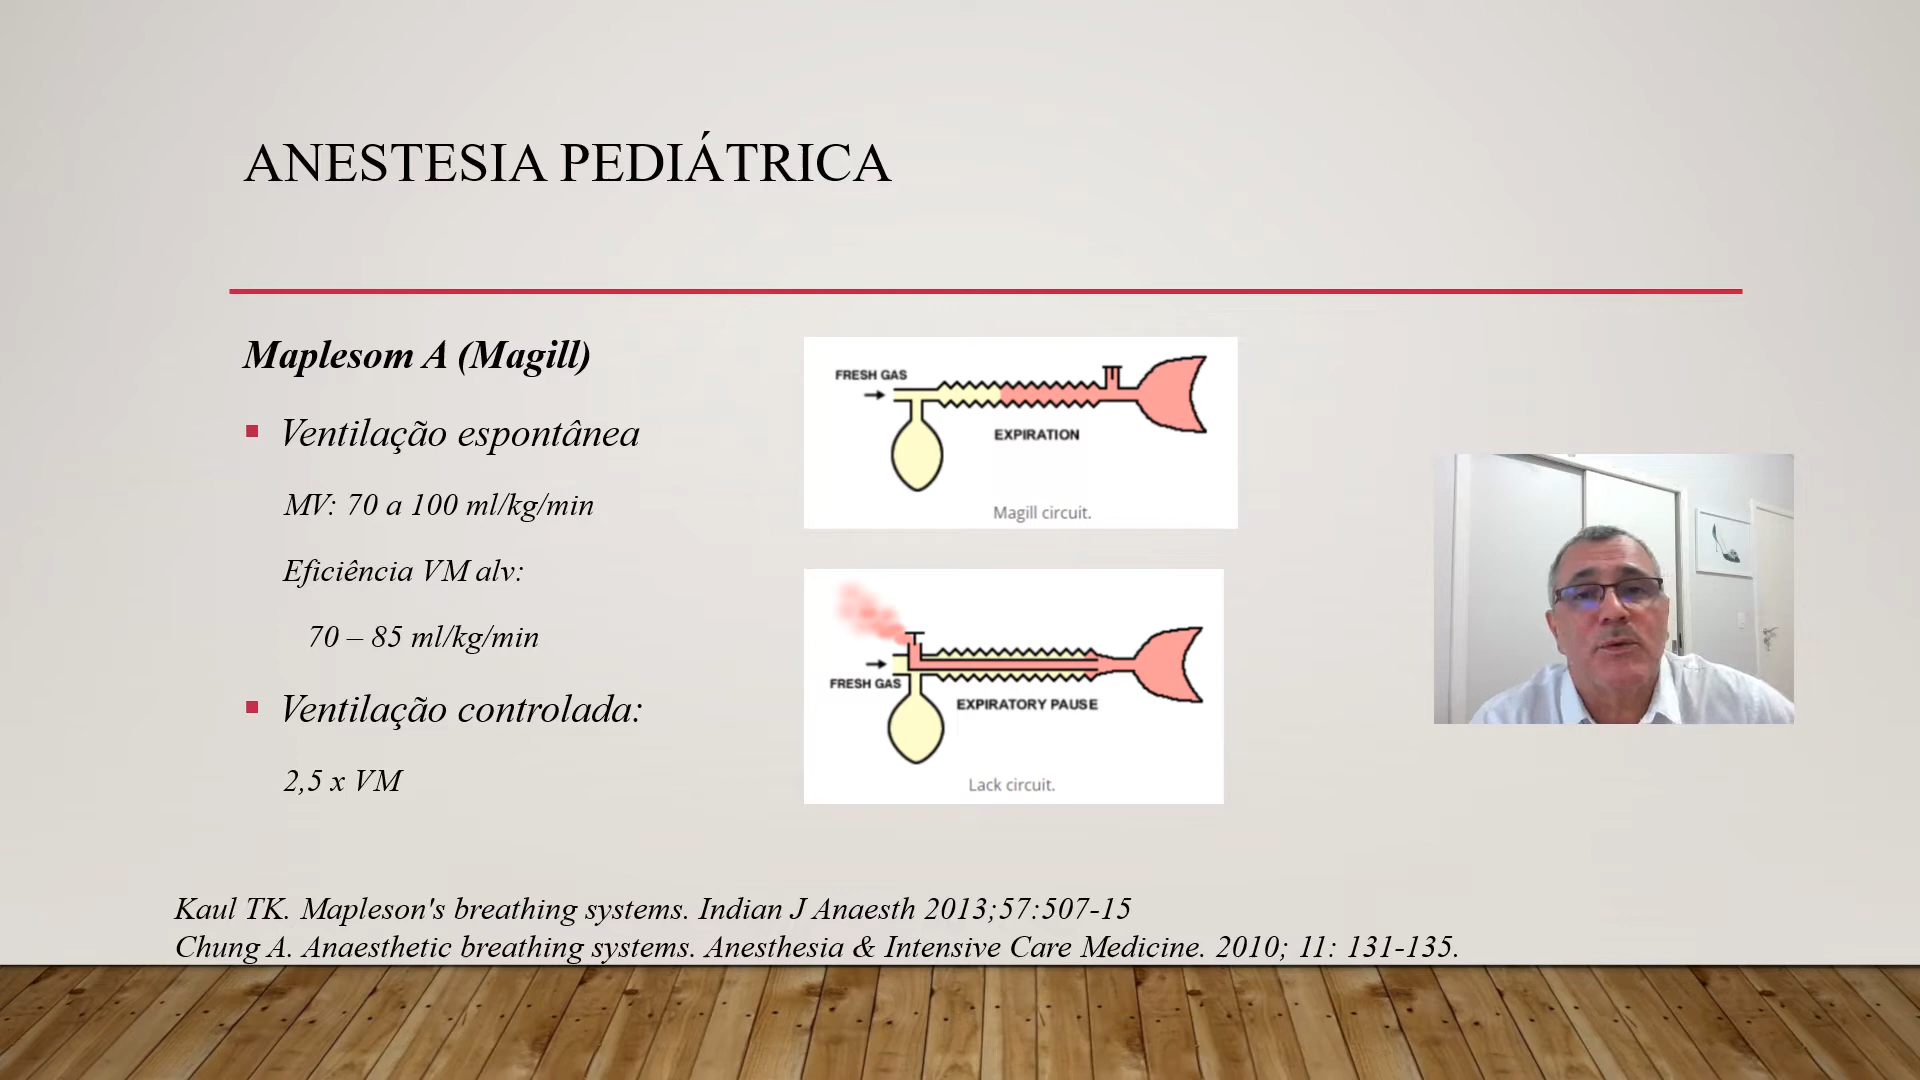 ANESTESIA PEDIÁTRICA
Maplesom A (Magill)
Ventilação espontânea
MV: 70 a 100 ml/kg/min
Eficiência VM alv:
70 – 85 ml/kg/min
Ventilação controlada:
2,5 x VM
FRESH GAS
EXPIRATION
Magill circuit.
FRESH GAS
EXPIRATORY PAUSE
Lack circuit.
Kaul TK. Mapleson's breathing systems. Indian J Anaesth 2013;57:507-15
Chung A. Anaesthetic breathing systems. Anesthesia & Intensive Care Medicine. 2010; 11: 131-135.